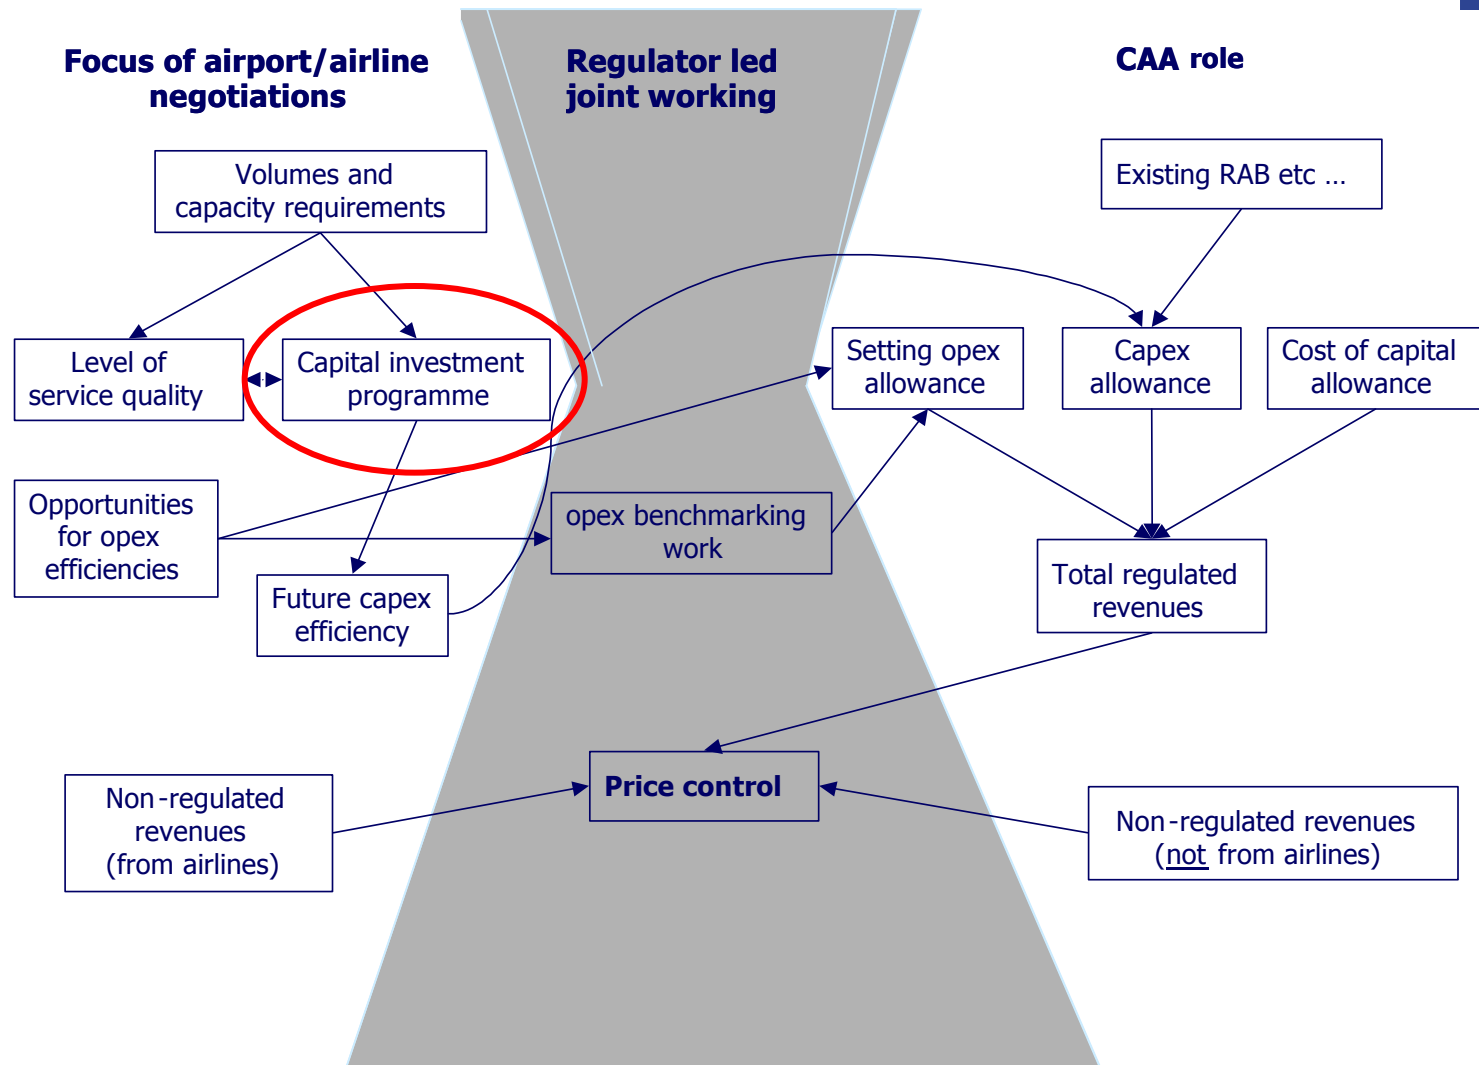 Focus of airport/airline
negotiations
Regulator led
joint working
CAA role
Volumes and
capacity requirements
Existing RAB etc ...
Level of
service quality
Capital investment
programme
Setting opex
allowance
Capex
allowance
Cost of capital
allowance
Opportunities
for opex
efficiencies
opex benchmarking
work
Future capex
efficiency
Total regulated
revenues
Non-regulated
revenues
(from airlines)
Price control
Non-regulated revenues
(not from airlines)